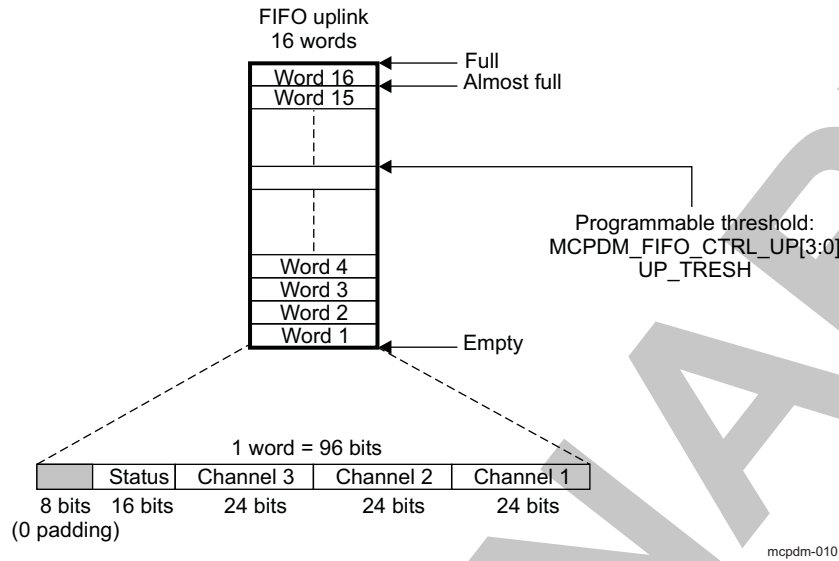 FIFO uplink
16 words
Full
Word 16
Almost full
Word 15
Programmable threshold:
MCPDM_FIFO_CTRL_UP[3:0]
UP_TRESH
Word 4
Word 3
Word 2
Word 1
Empty
1 word = 96 bits
Status
Channel 3
Channel 2
Channel 1
8 bits
16 bits
24 bits
24 bits
24 bits
(0 padding)
mcpdm-010